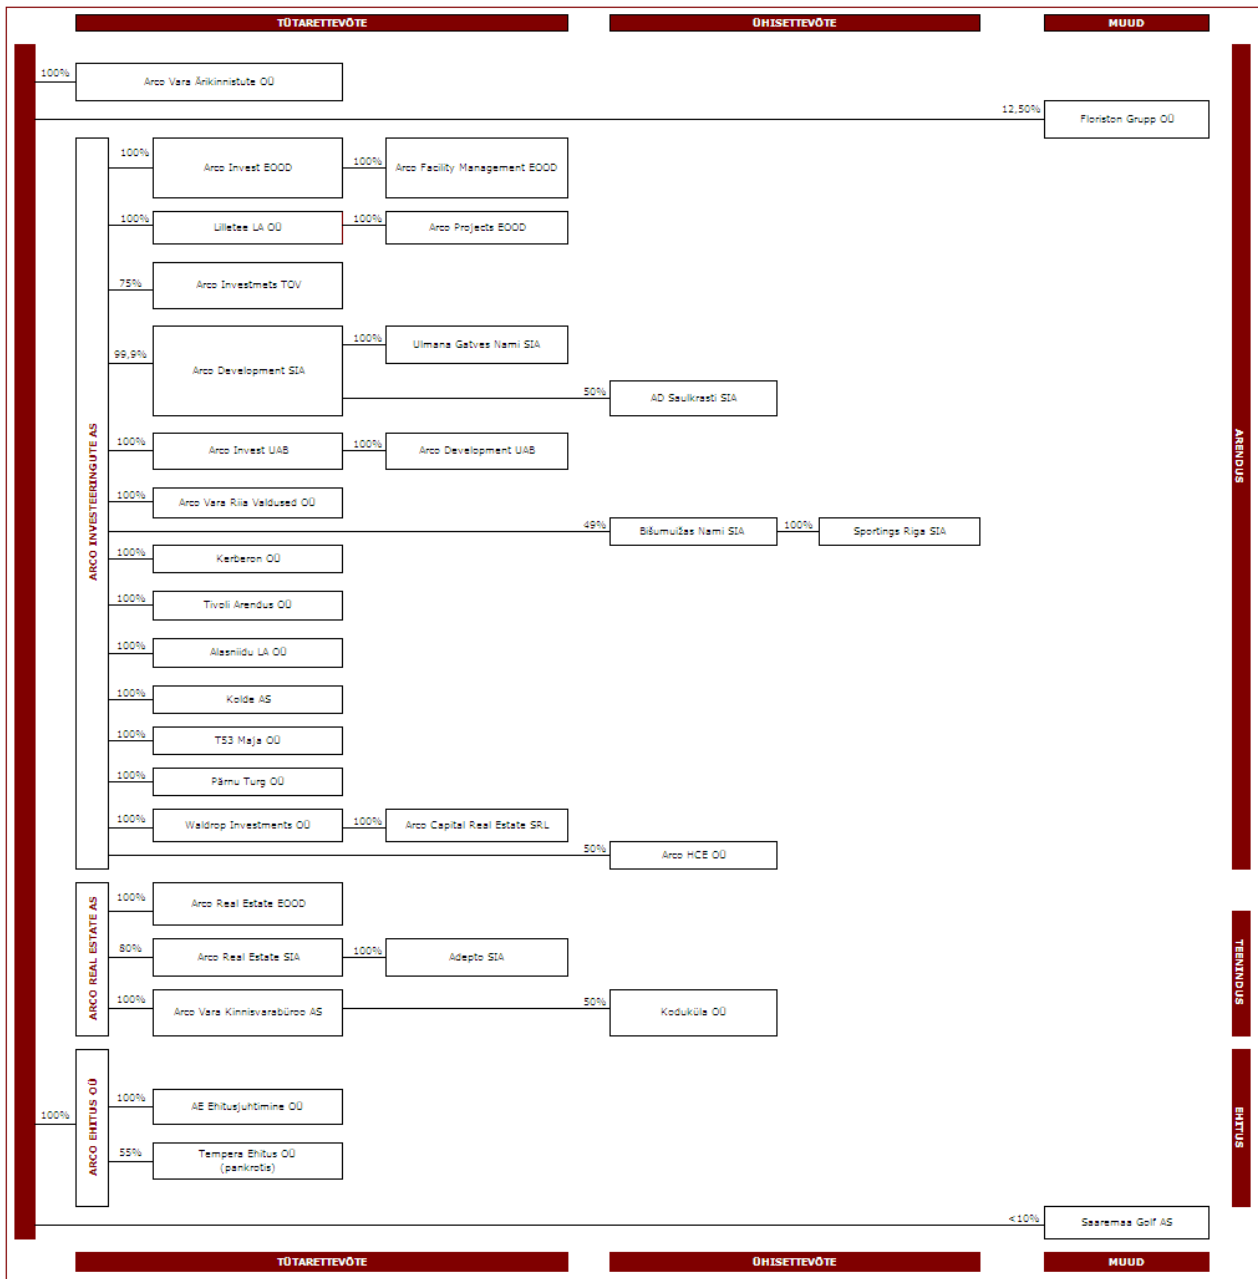 TÜTARETTEVÕTE
ÜHISETTEVÕTE
MUUD
100%
Arco Vara Ärikinnistute OÜ
12,50%
Floriston Grupp OÜ
ARCO INVESTEERINGUTE AS
ARENDUS
100%
Arco Invest EOOD
100%
Arco Facility Management EOOD
100%
Lilletee LA OÜ
100%
Arco Projects EOOD
75%
Arco Investmets TOV
99,9%
Arco Development SIA
100%
Ulmana Gatves Nami SIA
50%
AD Saulkrasti SIA
100%
Arco Invest UAB
100%
Arco Development UAB
100%
Arco Vara Riia Valdused OÜ
49%
Bišumuižas Nami SIA
100%
Sportings Riga SIA
100%
Kerberon OÜ
100%
Tivoli Arendus OÜ
100%
Alasniidu LA OÜ
100%
Kolde AS
100%
T53 Maja OÜ
100%
Pärnu Turg OÜ
100%
Waldrop Investments OÜ
100%
Arco Capital Real Estate SRL
50%
Arco HCE OÜ
ARCO REAL ESTATE AS
TEENINDUS
100%
Arco Real Estate EOOD
80%
Arco Real Estate SIA
100%
Adepto SIA
100%
Arco Vara Kinnisvarabüroo AS
50%
Koduküla OÜ
100%
ARCO EHITUS OÜ
EHITUS
100%
AE Ehitusjuhtimine OÜ
55%
Tempera Ehitus OÜ
(pankrotis)
<10%
Saaremaa Golf AS
TÜTARETTEVÕTE
ÜHISETTEVÕTE
MUUD